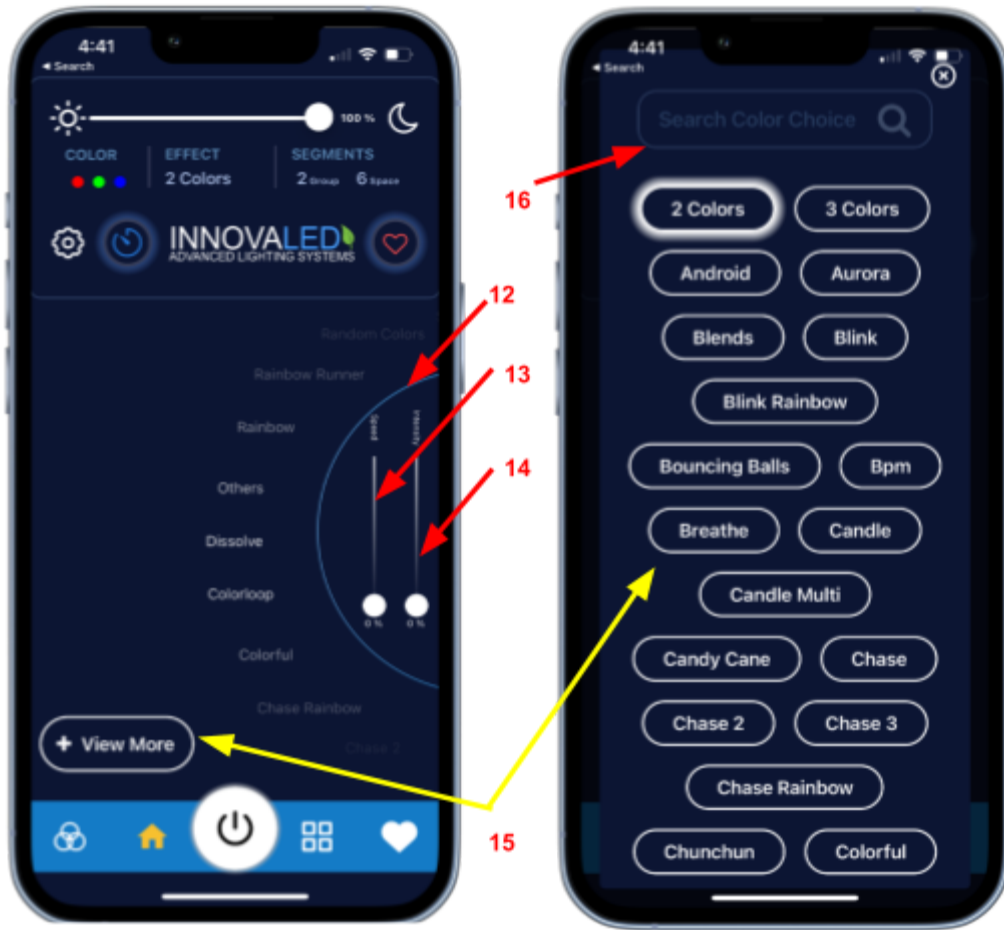 4:41
◂ Search
100 %
COLOR EFFECT SEGMENTS
2 Colors 2 Group 6 Space
INNOVALED
ADVANCED LIGHTING SYSTEMS
Random Colors
Rainbow Runner
Rainbow
Others
Dissolve
Colorloop
Colorful
Chase Rainbow
Chase 2
Speed
Intensity
0 % 0 %
+ View More
12
13
14
15
16
4:41
◂ Search
Search Color Choice
2 Colors 3 Colors
Android Aurora
Blends Blink
Blink Rainbow
Bouncing Balls Bpm
Breathe Candle
Candle Multi
Candy Cane Chase
Chase 2 Chase 3
Chase Rainbow
Chunchun Colorful